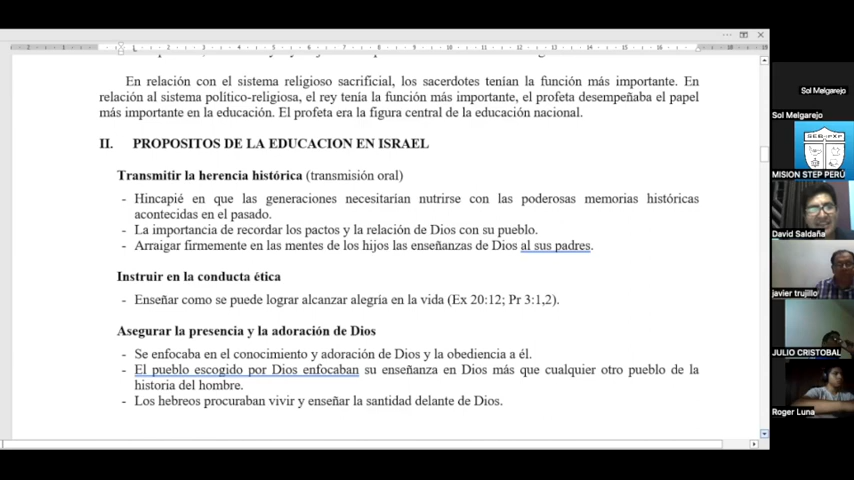 En relación con el sistema religioso sacrificial, los sacerdotes tenían la función más importante. En
relación al sistema político-religiosa, el rey tenía la función más importante, el profeta desempeñaba el papel
más importante en la educación. El profeta era la figura central de la educación nacional.
II. PROPOSITOS DE LA EDUCACION EN ISRAEL
Transmitir la herencia histórica (transmisión oral)
- Hincapié en que las generaciones necesitarían nutrirse con las poderosas memorias históricas
acontecidas en el pasado.
- La importancia de recordar los pactos y la relación de Dios con su pueblo.
- Arraigar firmemente en las mentes de los hijos las enseñanzas de Dios al sus padres.
Instruir en la conducta ética
- Enseñar como se puede lograr alcanzar alegría en la vida (Ex 20:12; Pr 3:1,2).
Asegurar la presencia y la adoración de Dios
- Se enfocaba en el conocimiento y adoración de Dios y la obediencia a él.
- El pueblo escogido por Dios enfocaban su enseñanza en Dios más que cualquier otro pueblo de la
historia del hombre.
- Los hebreos procuraban vivir y enseñar la santidad delante de Dios.
Sol Melgarejo
Sol Melgarejo
MISION STEP PERÚ
David Saldaña
javier trujillo
JULIO CRISTOBAL
Roger Luna